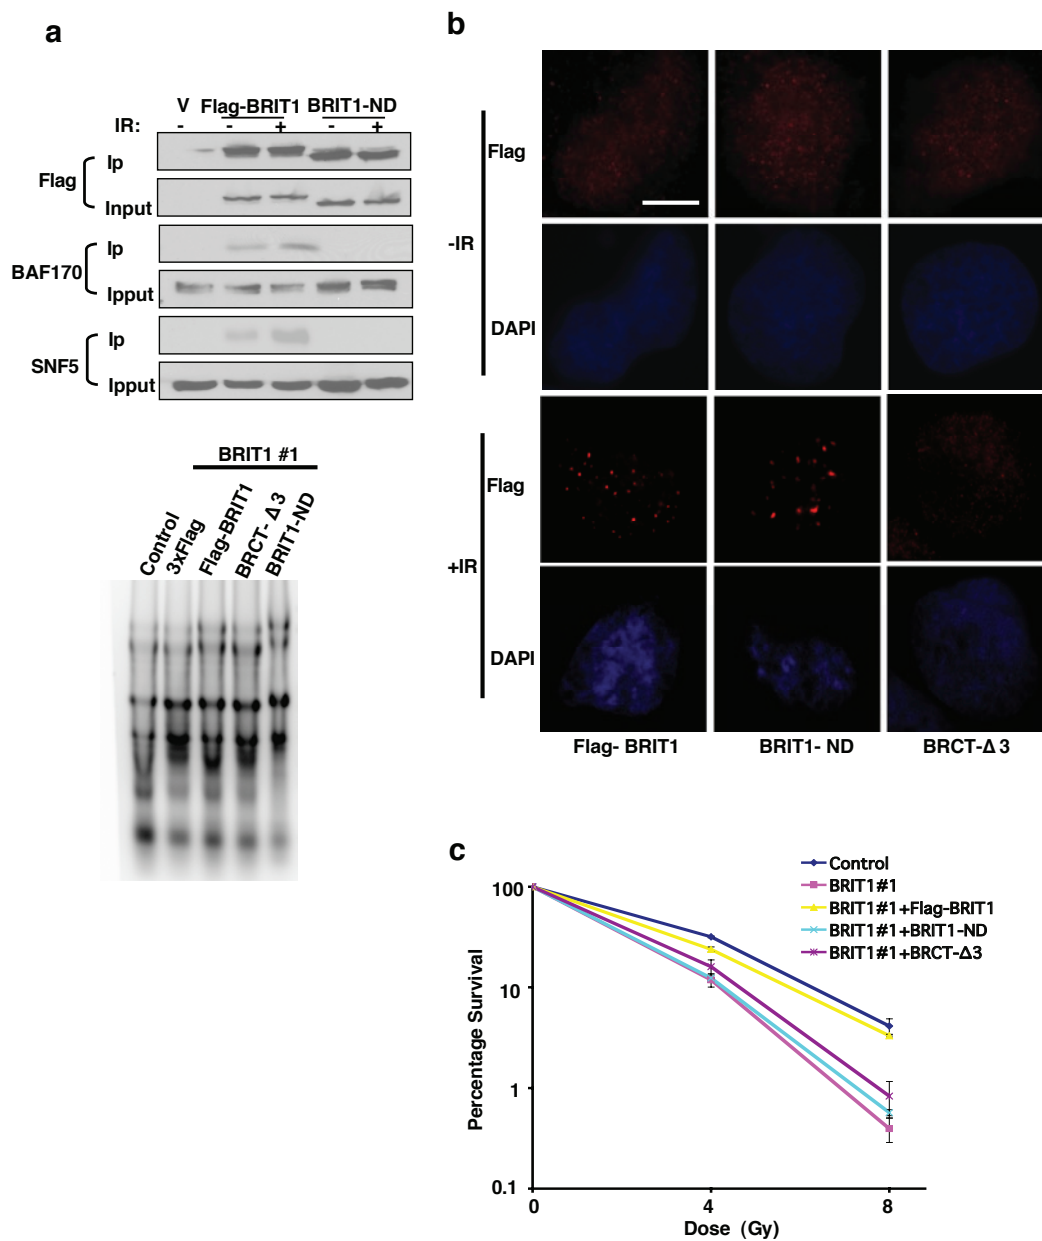 a
V Flag-BRIT1 BRIT1-ND
IR: - - + - +
Flag
Ip
Input
BAF170
Ip
Ipput
SNF5
Ip
Ipput
BRIT1 #1
Control
3xFlag
Flag-BRIT1
BRCT- Δ 3
BRIT1-ND
b
-IR
Flag
DAPI
+IR
Flag
DAPI
Flag- BRIT1 BRIT1- ND BRCT-Δ 3
c
Control
BRIT1#1
BRIT1#1+Flag-BRIT1
BRIT1#1+BRIT1-ND
BRIT1#1+BRCT-Δ3
Percentage Survival
100
10
1
0.1
0 4 8
Dose (Gy)